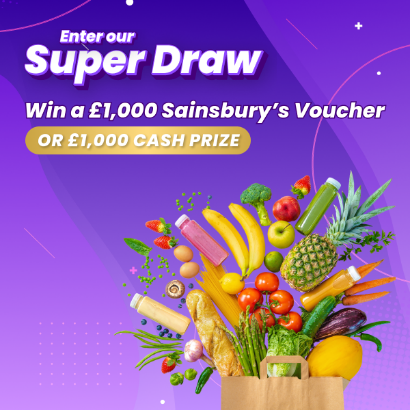 Enter our
Super Draw
Win a £1,000 Sainsbury's Voucher
OR £1,000 CASH PRIZE